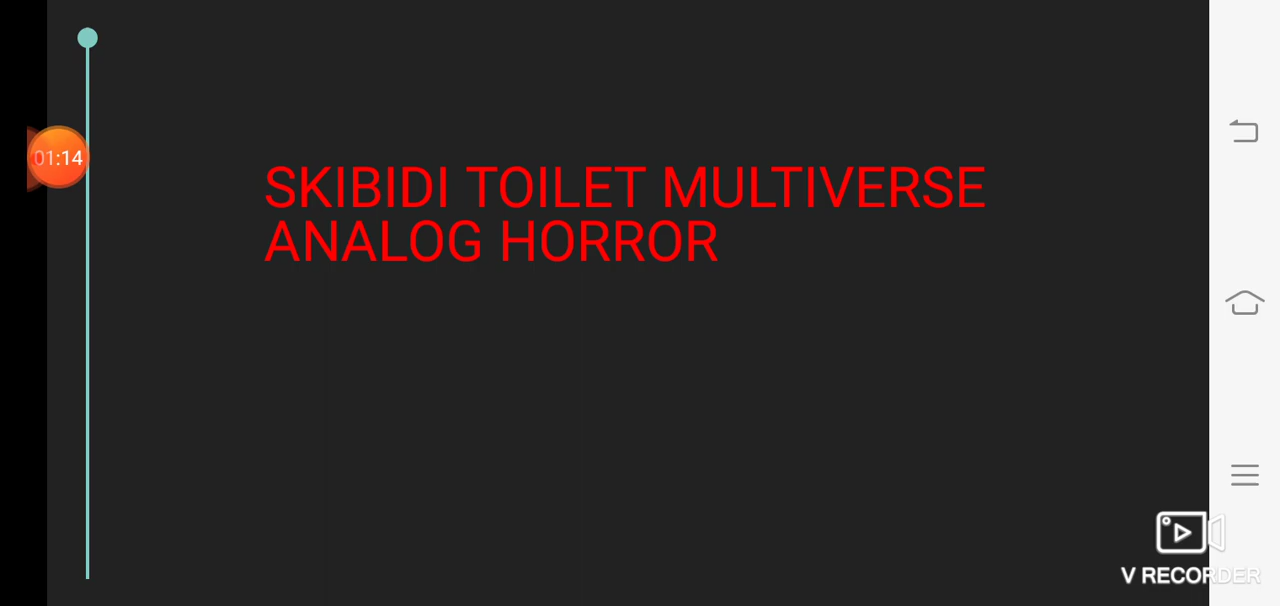 01:14
SKIBIDI TOILET MULTIVERSE
ANALOG HORROR
V RECORDER